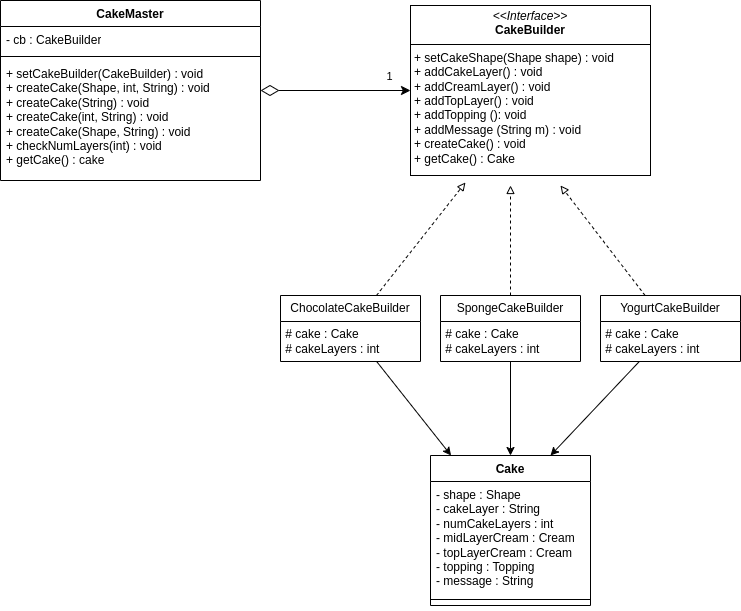 CakeMaster
- cb : CakeBuilder
+ setCakeBuilder(CakeBuilder) : void
+ createCake(Shape, int, String) : void
+ createCake(String) : void
+ createCake(int, String) : void
+ createCake(Shape, String) : void
+ checkNumLayers(int) : void
+ getCake() : cake
1
<<Interface>>
CakeBuilder
+ setCakeShape(Shape shape) : void
+ addCakeLayer() : void
+ addCreamLayer() : void
+ addTopLayer() : void
+ addTopping (): void
+ addMessage (String m) : void
+ createCake() : void
+ getCake() : Cake
ChocolateCakeBuilder
# cake : Cake
# cakeLayers : int
SpongeCakeBuilder
# cake : Cake
# cakeLayers : int
YogurtCakeBuilder
# cake : Cake
# cakeLayers : int
Cake
- shape : Shape
- cakeLayer : String
- numCakeLayers : int
- midLayerCream : Cream
- topLayerCream : Cream
- topping : Topping
- message : String